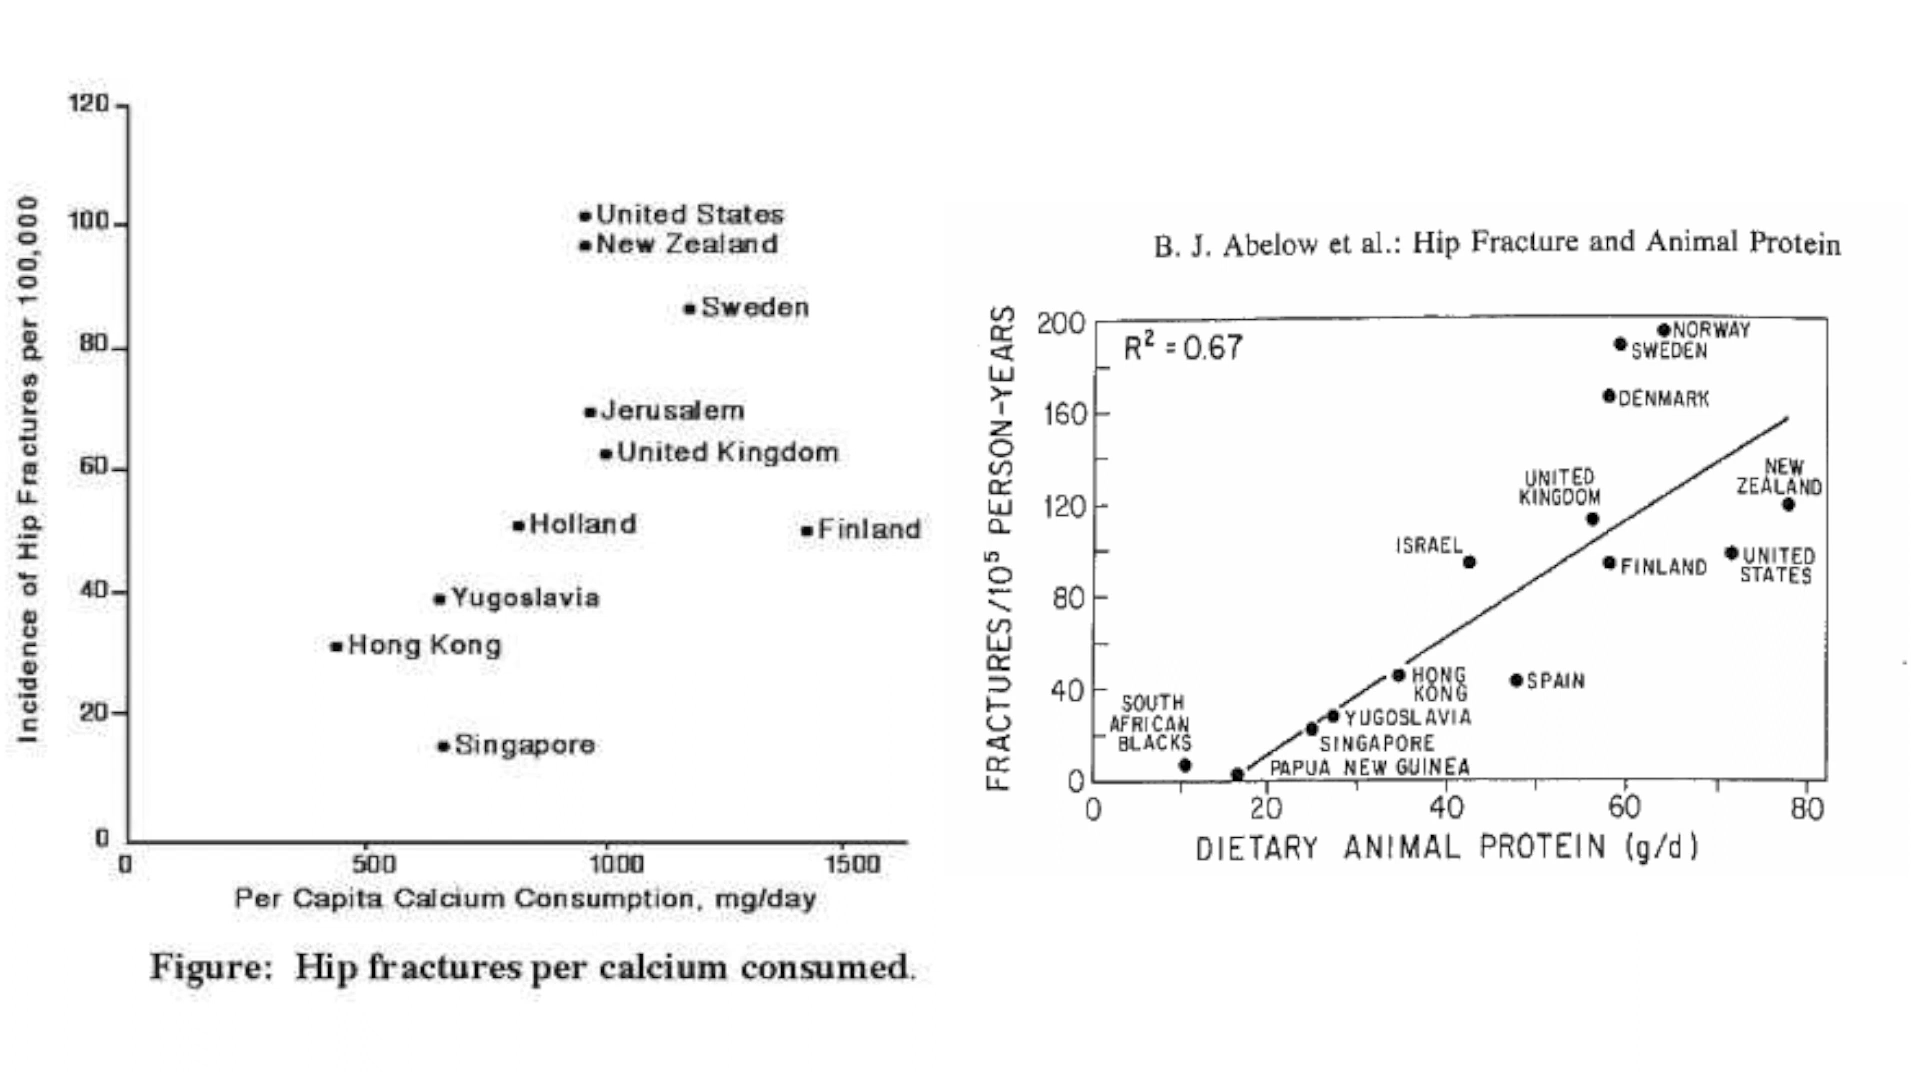 120
100
80
60
40
20
0
Incidence of Hip Fractures per 100,000
United States
New Zealand
Sweden
Jerusalem
United Kingdom
Holland
Finland
Yugoslavia
Hong Kong
Singapore
0 500 1000 1500
Per Capita Calcium Consumption, mg/day
Figure: Hip fractures per calcium consumed.
B. J. Abelow et al.: Hip Fracture and Animal Protein
FRACTURES/10⁵ PERSON-YEARS
200
160
120
80
40
0
R² = 0.67
NORWAY
SWEDEN
DENMARK
NEW
ZEALAND
UNITED
KINGDOM
ISRAEL
FINLAND
UNITED
STATES
HONG
KONG
SPAIN
SOUTH
AFRICAN
BLACKS
YUGOSLAVIA
SINGAPORE
PAPUA NEW GUINEA
0 20 40 60 80
DIETARY ANIMAL PROTEIN (g/d)